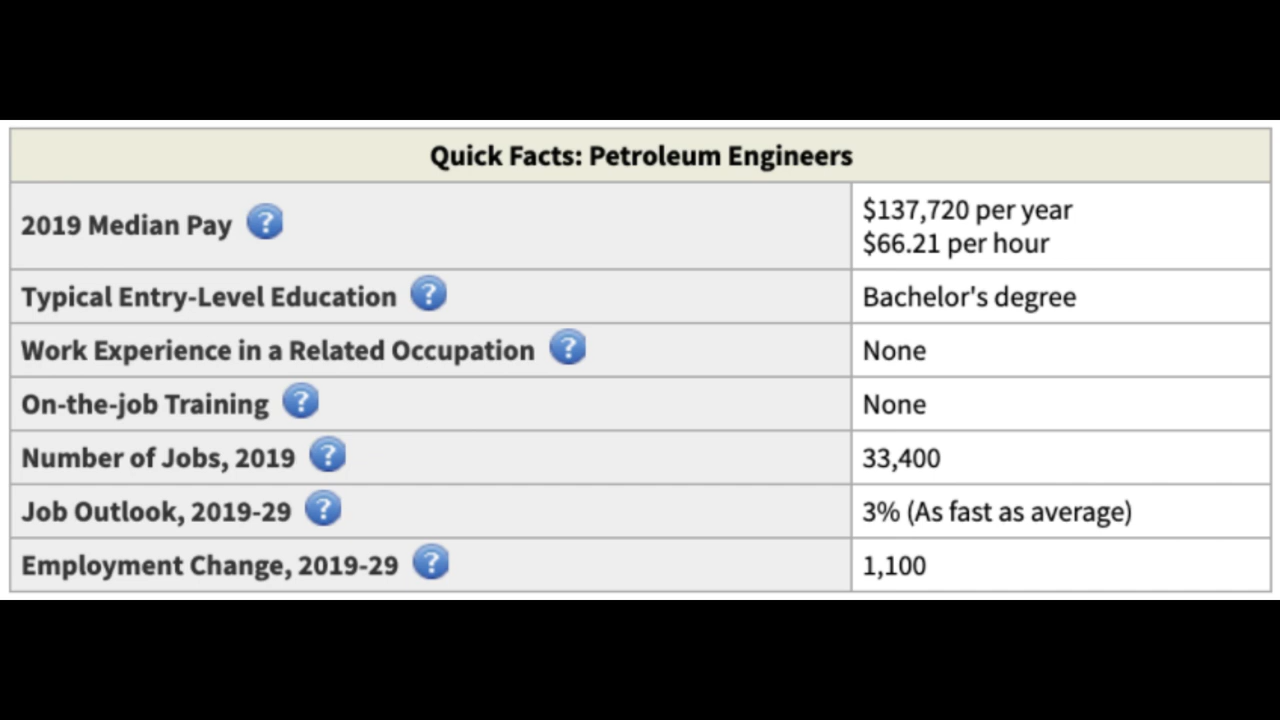 Quick Facts: Petroleum Engineers
2019 Median Pay ?
$137,720 per year
$66.21 per hour
Typical Entry-Level Education ? Bachelor's degree
Work Experience in a Related Occupation ? None
On-the-job Training ? None
Number of Jobs, 2019 ? 33,400
Job Outlook, 2019-29 ? 3% (As fast as average)
Employment Change, 2019-29 ? 1,100